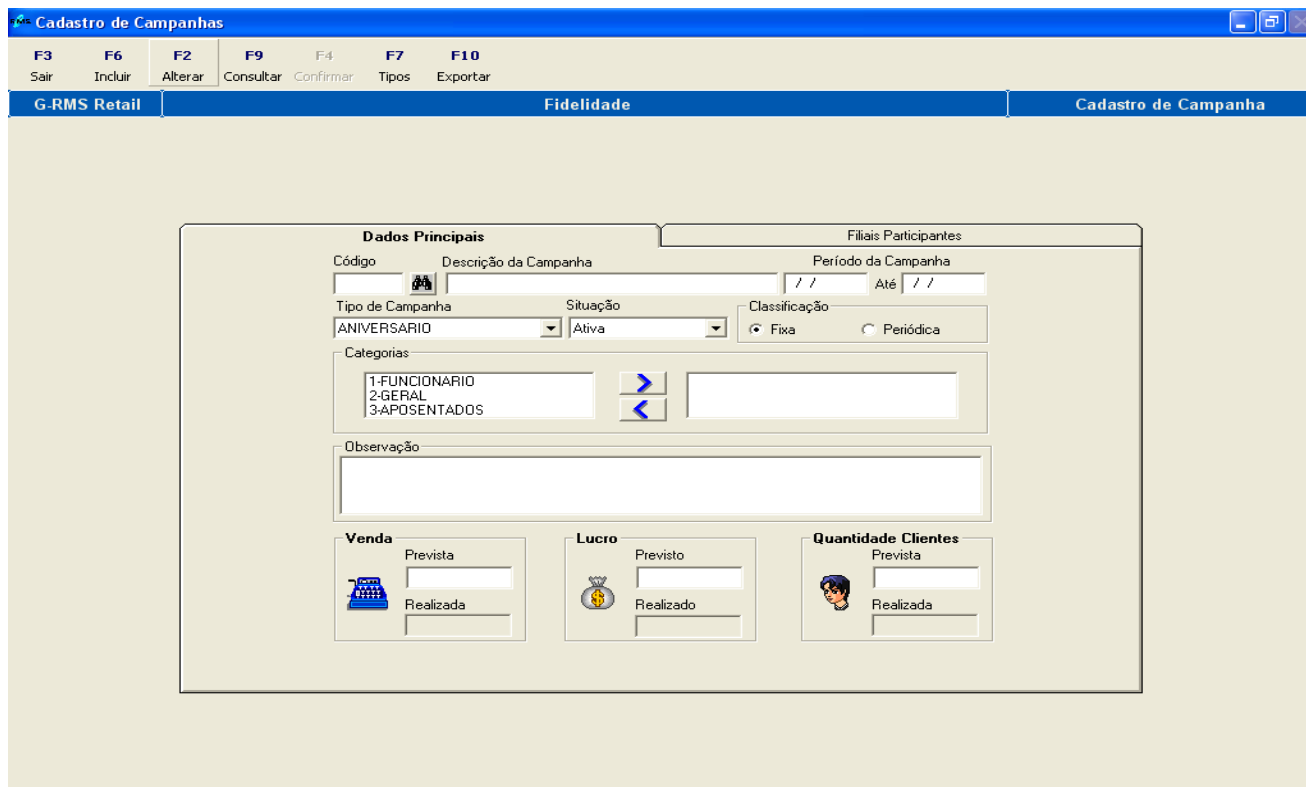 RMS Cadastro de Campanhas
F3 F6 F2 F9 F4 F7 F10
Sair Incluir Alterar Consultar Confirmar Tipos Exportar
G-RMS Retail Fidelidade Cadastro de Campanha
Dados Principais Filiais Participantes
Código Descrição da Campanha Período da Campanha
/ / Até / /
Tipo de Campanha Situação Classificação
ANIVERSARIO Ativa Fixa Periódica
Categorias
1-FUNCIONARIO
2-GERAL
3-APOSENTADOS
Observação
Venda Lucro Quantidade Clientes
Prevista Previsto Prevista
Realizada Realizado Realizada